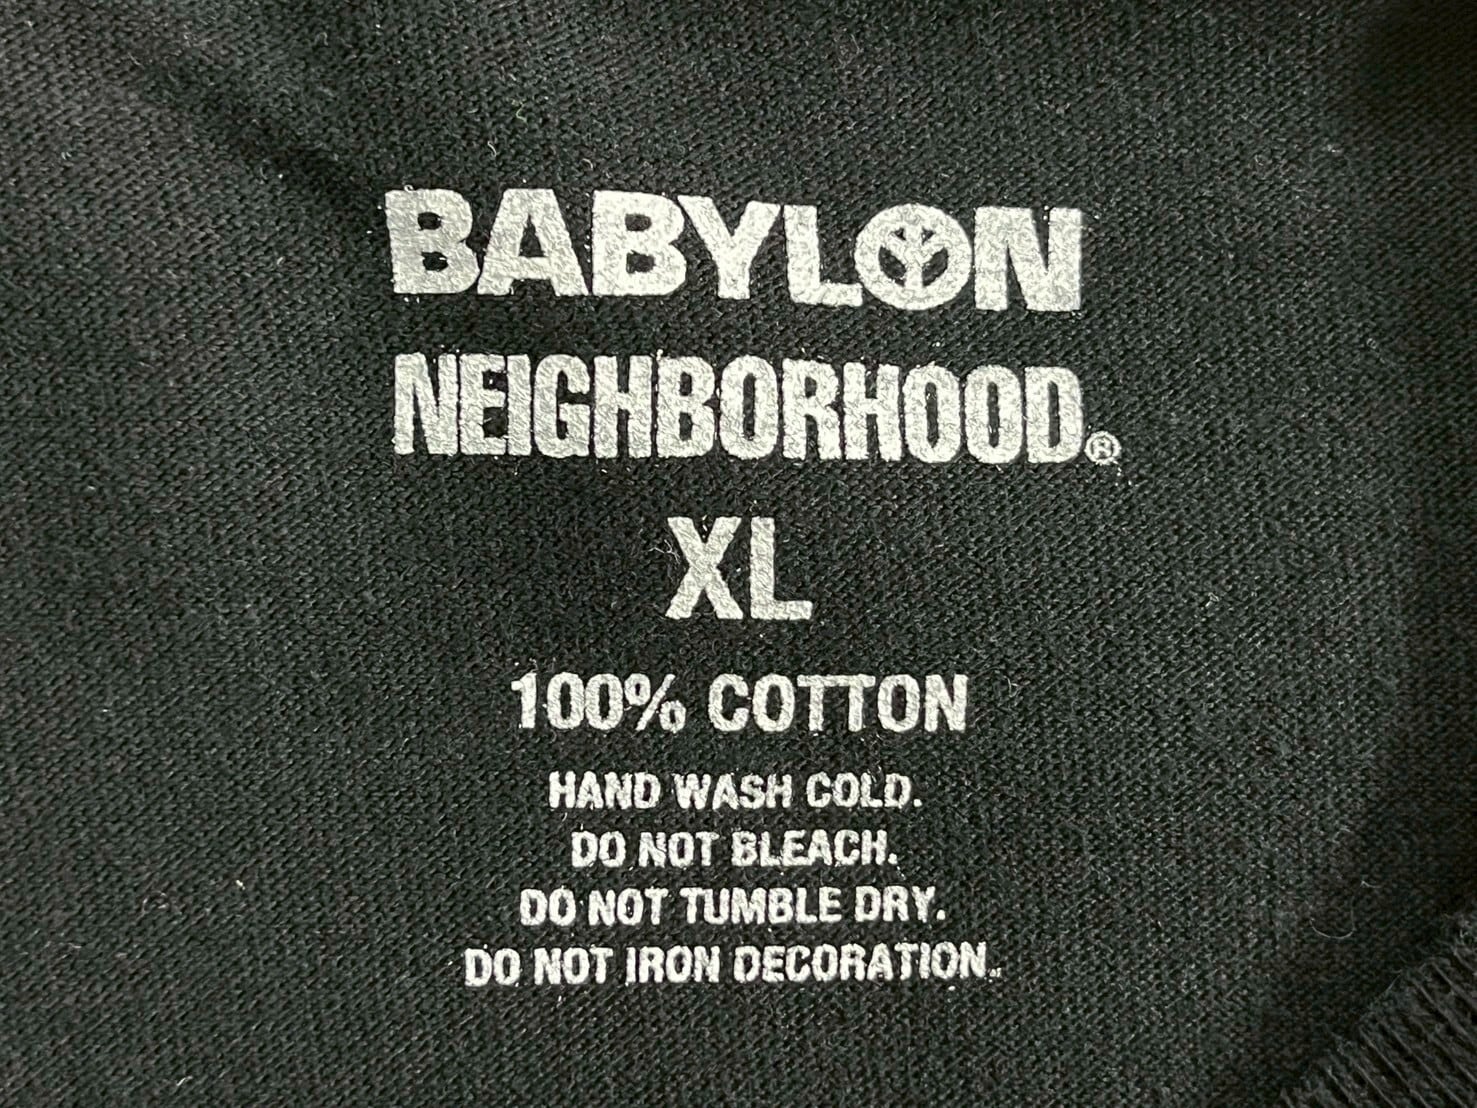 BABYLON
NEIGHBORHOOD®
XL
100% COTTON
HAND WASH COLD.
DO NOT BLEACH.
DO NOT TUMBLE DRY.
DO NOT IRON DECORATION.